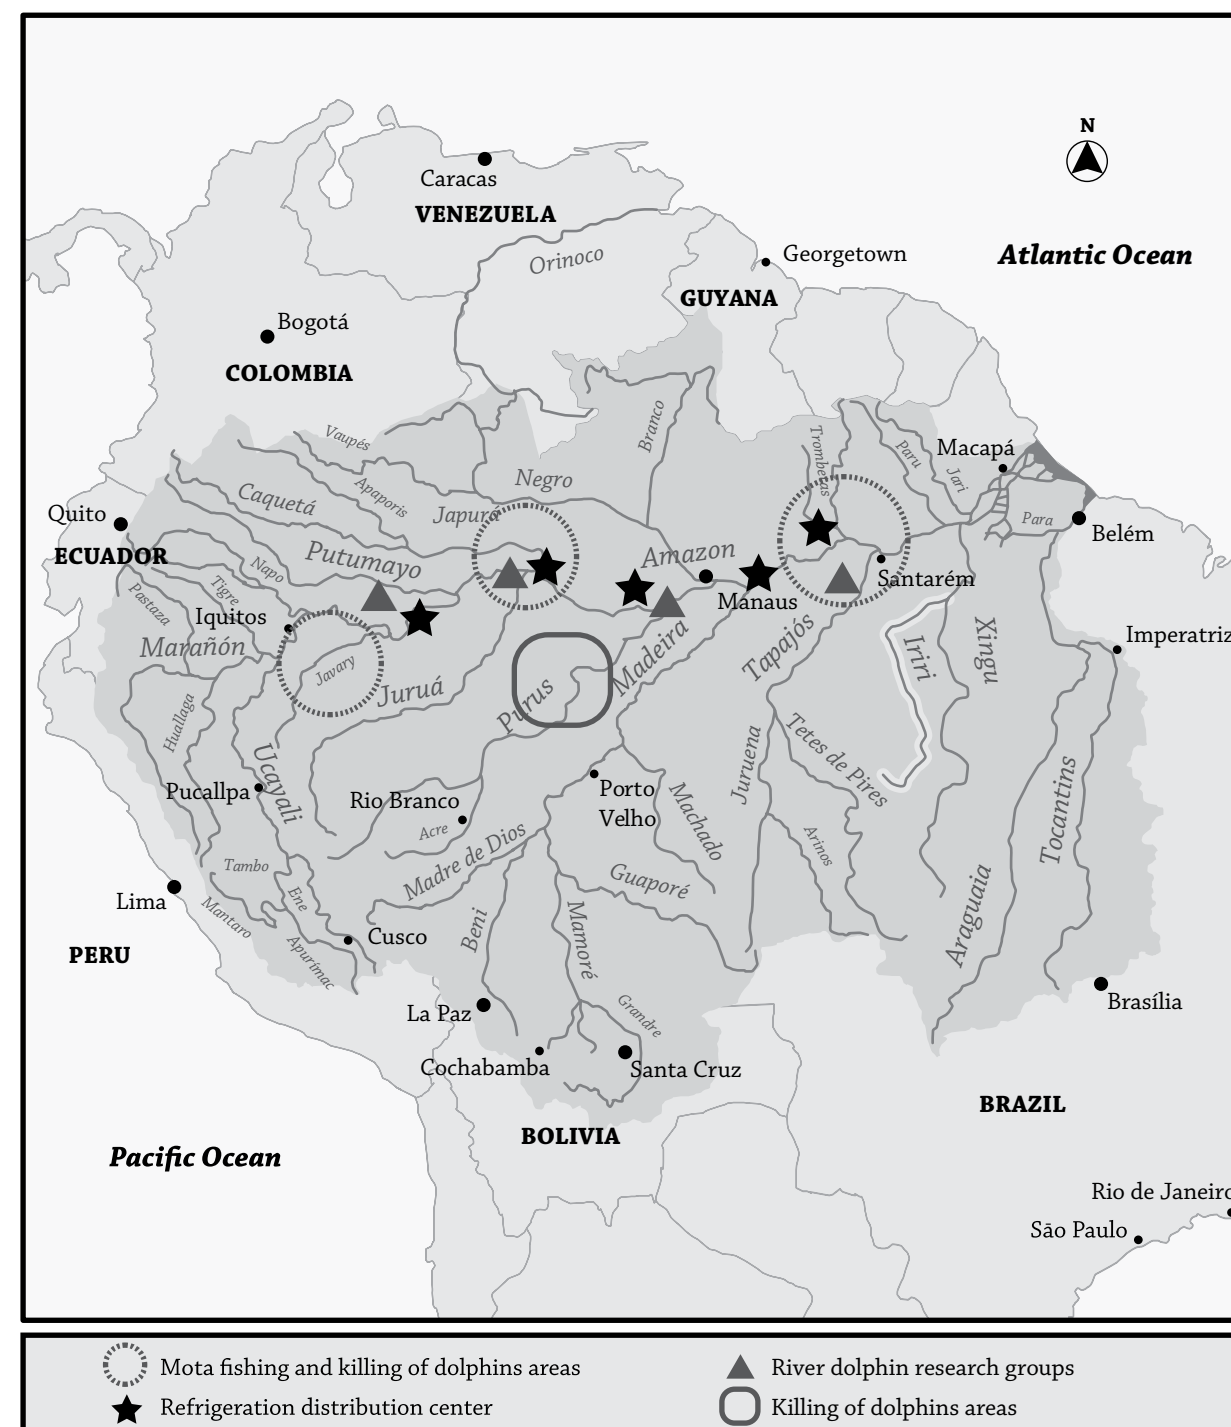 N
Caracas
VENEZUELA
Orinoco
Georgetown
Atlantic Ocean
GUYANA
Bogotá
COLOMBIA
Vaupés
Branco
Trombetas
Paru
Macapá
Jari
Negro
Caquetá
Apaporis
Japurá
Quito
Para
Belém
ECUADOR
Putumayo
Amazon
Napo
Santarém
Tigre
Pastaza
Iquitos
Manaus
Marañón
Javary
Juruá
Purus
Madeira
Tapajós
Iriri
Xingu
Imperatriz
Huallaga
Ucayali
Pucallpa
Rio Branco
Acre
Porto
Velho
Machado
Juruena
Tetes de Pires
Tocantins
Arinos
Madre de Dios
Guaporé
Tambo
Ene
Lima
Mantaro
Apurímac
Cusco
PERU
Beni
Mamoré
Araguaia
Grandre
La Paz
Brasília
Cochabamba
Santa Cruz
BRAZIL
BOLIVIA
Pacific Ocean
Rio de Janeiro
São Paulo
Mota fishing and killing of dolphins areas
River dolphin research groups
Refrigeration distribution center
Killing of dolphins areas